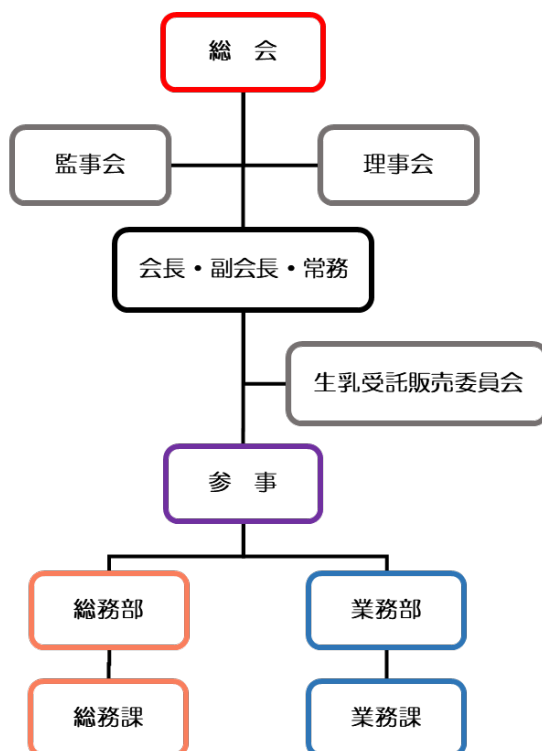 総　会
監事会
理事会
会長・副会長・常務
生乳受託販売委員会
参　事
総務部
業務部
総務課
業務課